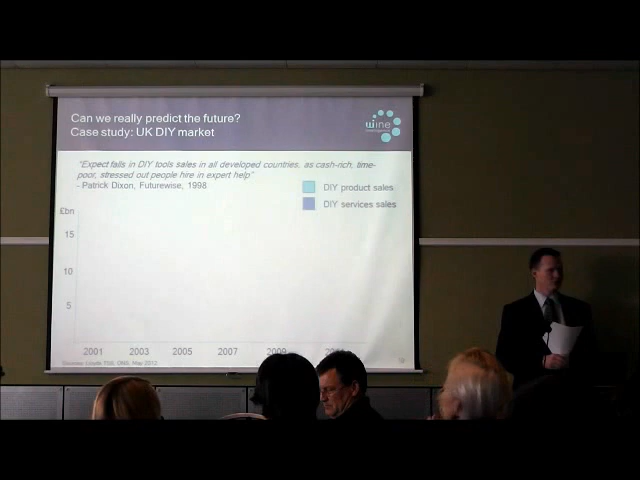 Can we really predict the future?
Case study: UK DIY market
wine
"Expect falls in DIY tools sales in all developed countries, as cash-rich, time-
poor, stressed out people hire in expert help"
- Patrick Dixon, Futurewise, 1998
DIY product sales
DIY services sales
£bn
15
10
5
2001 2003 2005 2007 2009